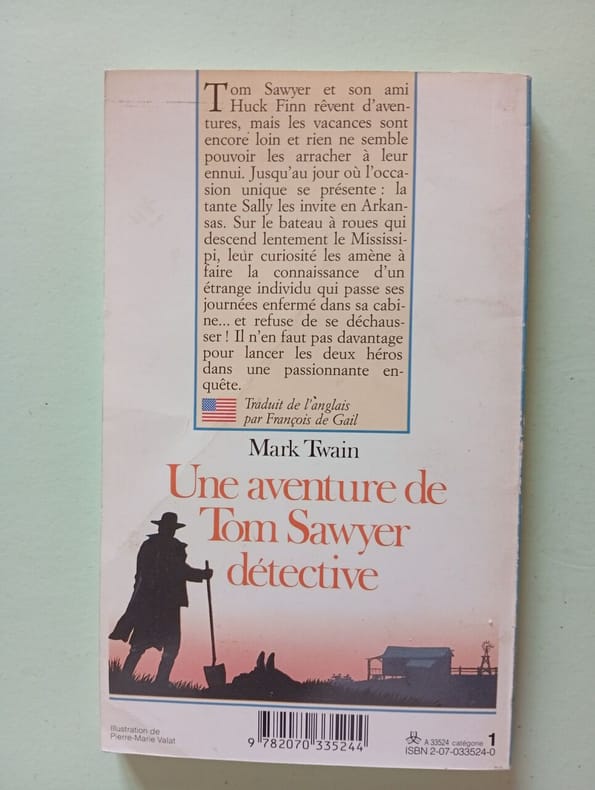 Tom Sawyer et son ami
Huck Finn rêvent d'aven-
tures, mais les vacances sont
encore loin et rien ne semble
pouvoir les arracher à leur
ennui. Jusqu'au jour où l'occa-
sion unique se présente : la
tante Sally les invite en Arkan-
sas. Sur le bateau à roues qui
descend lentement le Mississi-
pi, leur curiosité les amène à
faire la connaissance d'un
étrange individu qui passe ses
journées enfermé dans sa cabi-
ne... et refuse de se déchaus-
ser ! Il n'en faut pas davantage
pour lancer les deux héros
dans une passionnante en-
quête.
Traduit de l'anglais
par François de Gail
Mark Twain
Une aventure de
Tom Sawyer
détective
Illustration de
Pierre-Marie Valat
9 782070 335244
A 33524 catégorie 1
ISBN 2-07-033524-0